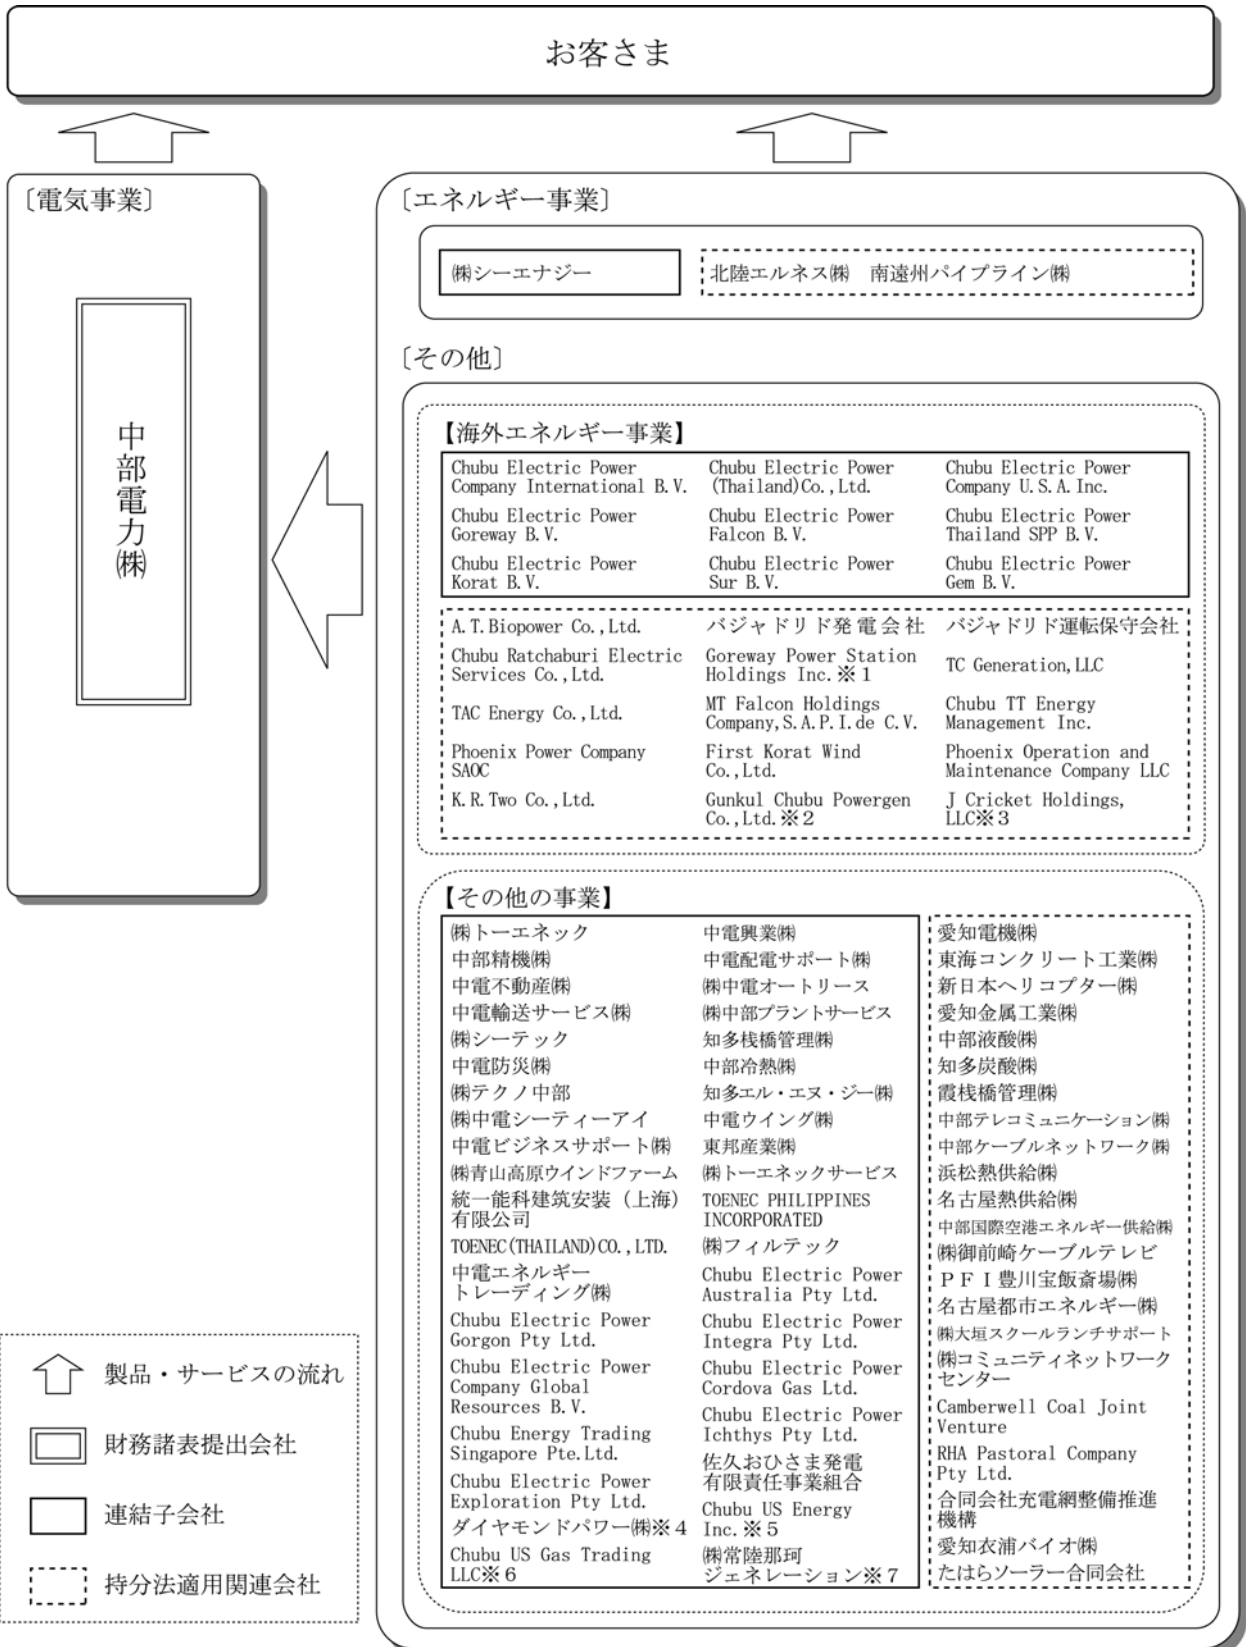 お客さま
〔電気事業〕
中部電力㈱
〔エネルギー事業〕
㈱シーエナジー
北陸エルネス㈱　南遠州パイプライン㈱
〔その他〕
【海外エネルギー事業】
Chubu Electric Power
Company International B.V.
Chubu Electric Power
(Thailand)Co.,Ltd.
Chubu Electric Power
Company U.S.A.Inc.
Chubu Electric Power
Goreway B.V.
Chubu Electric Power
Falcon B.V.
Chubu Electric Power
Thailand SPP B.V.
Chubu Electric Power
Korat B.V.
Chubu Electric Power
Sur B.V.
Chubu Electric Power
Gem B.V.
A.T.Biopower Co.,Ltd.
バジャドリド発電会社
バジャドリド運転保守会社
Chubu Ratchaburi Electric
Services Co.,Ltd.
Goreway Power Station
Holdings Inc.※1
TC Generation,LLC
TAC Energy Co.,Ltd.
MT Falcon Holdings
Company,S.A.P.I.de C.V.
Chubu TT Energy
Management Inc.
Phoenix Power Company
SAOC
First Korat Wind
Co.,Ltd.
Phoenix Operation and
Maintenance Company LLC
K.R.Two Co.,Ltd.
Gunkul Chubu Powergen
Co.,Ltd.※2
J Cricket Holdings,
LLC※3
【その他の事業】
㈱トーエネック
中部精機㈱
中電不動産㈱
中電輸送サービス㈱
㈱シーテック
中電防災㈱
㈱テクノ中部
㈱中電シーティーアイ
中電ビジネスサポート㈱
㈱青山高原ウインドファーム
統一能科建筑安装（上海）
有限公司
TOENEC(THAILAND)CO.,LTD.
中電エネルギー
トレーディング㈱
Chubu Electric Power
Gorgon Pty Ltd.
Chubu Electric Power
Company Global
Resources B.V.
Chubu Energy Trading
Singapore Pte.Ltd.
Chubu Electric Power
Exploration Pty Ltd.
ダイヤモンドパワー㈱※4
Chubu US Gas Trading
LLC※6
中電興業㈱
中電配電サポート㈱
㈱中電オートリース
㈱中部プラントサービス
知多桟橋管理㈱
中部冷熱㈱
知多エル・エヌ・ジー㈱
中電ウイング㈱
東邦産業㈱
㈱トーエネックサービス
TOENEC PHILIPPINES
INCORPORATED
㈱フィルテック
Chubu Electric Power
Australia Pty Ltd.
Chubu Electric Power
Integra Pty Ltd.
Chubu Electric Power
Cordova Gas Ltd.
Chubu Electric Power
Ichthys Pty Ltd.
佐久おひさま発電
有限責任事業組合
Chubu US Energy
Inc.※5
㈱常陸那珂
ジェネレーション※7
愛知電機㈱
東海コンクリート工業㈱
新日本ヘリコプター㈱
愛知金属工業㈱
中部液酸㈱
知多炭酸㈱
霞桟橋管理㈱
中部テレコミュニケーション㈱
中部ケーブルネットワーク㈱
浜松熱供給㈱
名古屋熱供給㈱
中部国際空港エネルギー供給㈱
㈱御前崎ケーブルテレビ
ＰＦＩ豊川宝飯斎場㈱
名古屋都市エネルギー㈱
㈱大垣スクールランチサポート
㈱コミュニティネットワーク
センター
Camberwell Coal Joint
Venture
RHA Pastoral Company
Pty Ltd.
合同会社充電網整備推進
機構
愛知衣浦バイオ㈱
たはらソーラー合同会社
製品・サービスの流れ
財務諸表提出会社
連結子会社
持分法適用関連会社